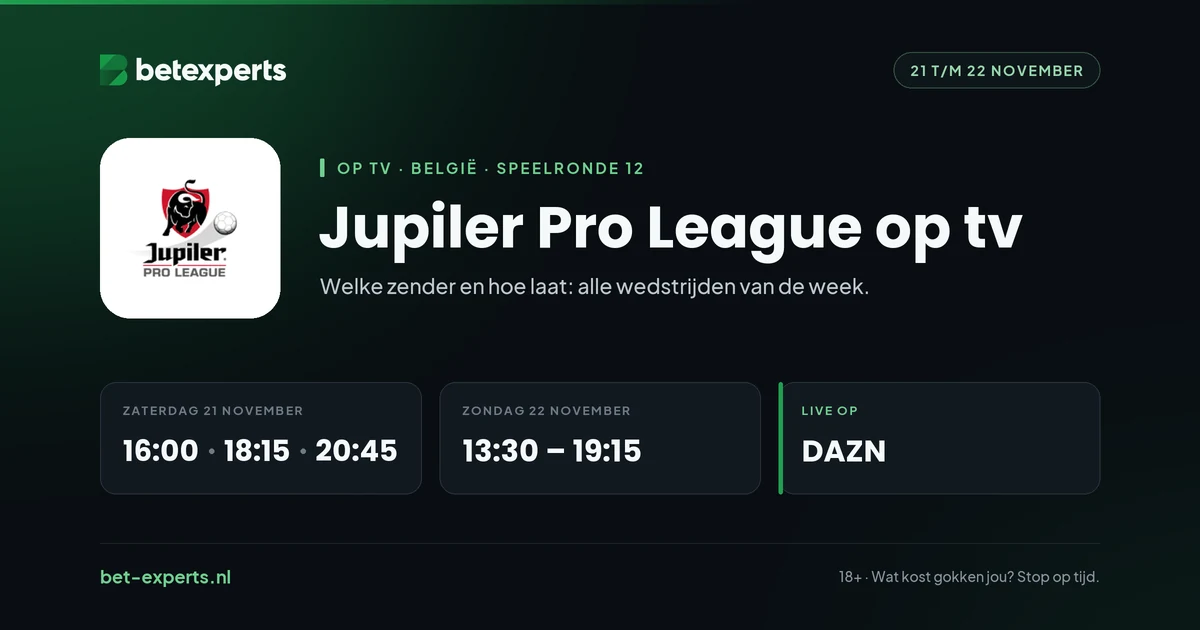 betexperts
21 T/M 22 NOVEMBER
Jupiler
PRO LEAGUE
OP TV · BELGIË · SPEELRONDE 12
Jupiler Pro League op tv
Welke zender en hoe laat: alle wedstrijden van de week.
ZATERDAG 21 NOVEMBER
16:00 • 18:15 • 20:45
ZONDAG 22 NOVEMBER
13:30 – 19:15
LIVE OP
DAZN
bet-experts.nl
18+ · Wat kost gokken jou? Stop op tijd.